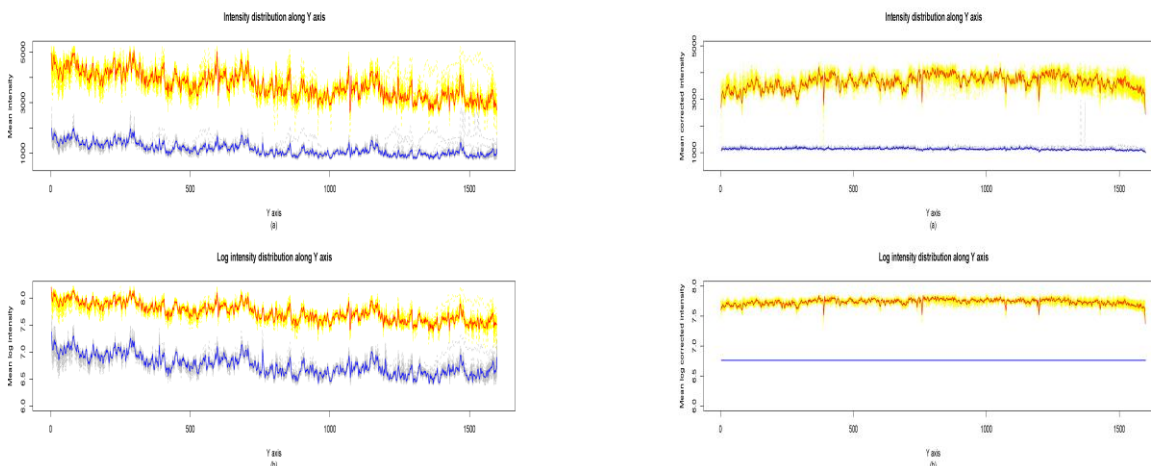 Intensity distribution along Y axis
Mean intensity
1000 3000 5000
0 500 1000 1500
Y axis
(a)
Log intensity distribution along Y axis
Mean log intensity
6.0 6.5 7.0 7.5 8.0
0 500 1000 1500
Y axis
(b)
Intensity distribution along Y axis
Mean corrected intensity
1000 3000 5000
0 500 1000 1500
Y axis
(a)
Log intensity distribution along Y axis
Mean log corrected intensity
6.0 6.5 7.0 7.5 8.0
0 500 1000 1500
Y axis
(b)